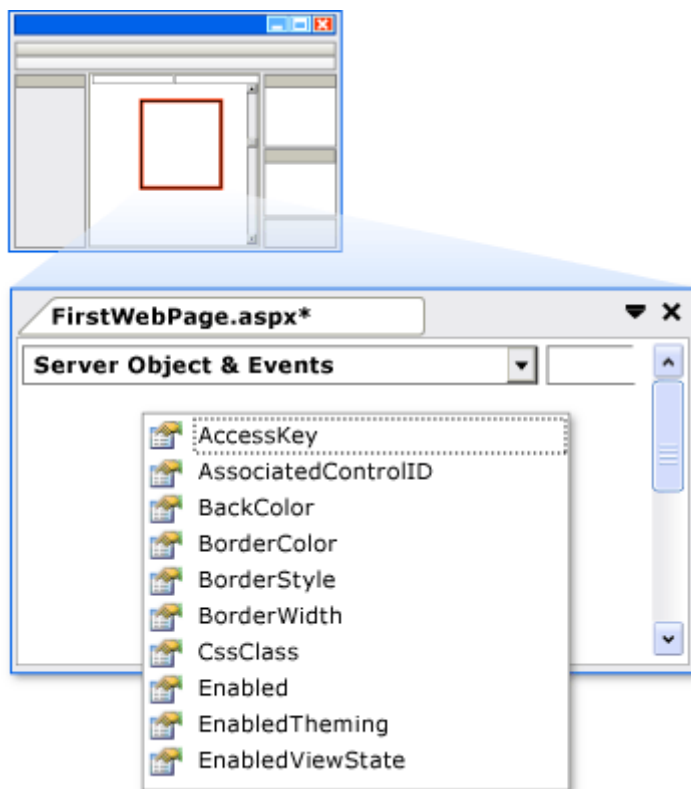 FirstWebPage.aspx*
Server Object & Events
AccessKey
AssociatedControlID
BackColor
BorderColor
BorderStyle
BorderWidth
CssClass
Enabled
EnabledTheming
EnabledViewState